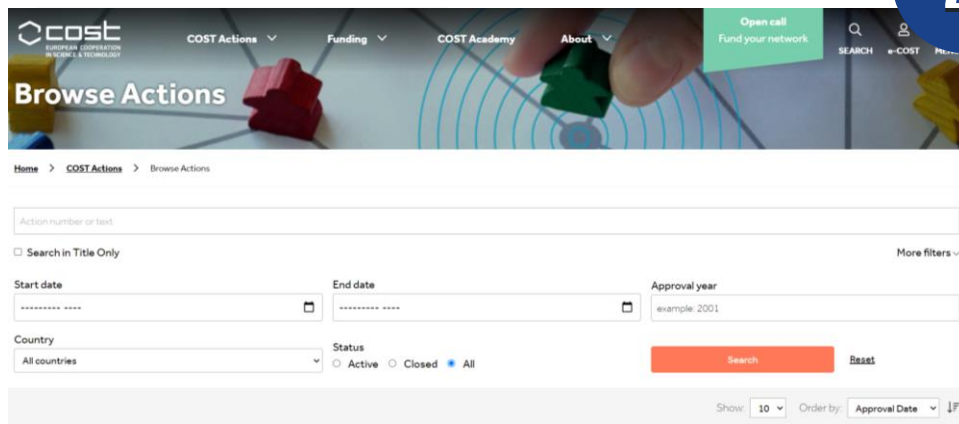 cost
EUROPEAN COOPERATION
IN SCIENCE & TECHNOLOGY
COST Actions
Funding
COST Academy
About
Open call
Fund your network
SEARCH
e-COST
Browse Actions
Home > COST Actions > Browse Actions
Action number or text
Search in Title Only
More filters
Start date
End date
Approval year
--------- ----
--------- ----
example: 2001
Country
Status
All countries
Active
Closed
All
Search
Reset
Show: 10
Order by: Approval Date